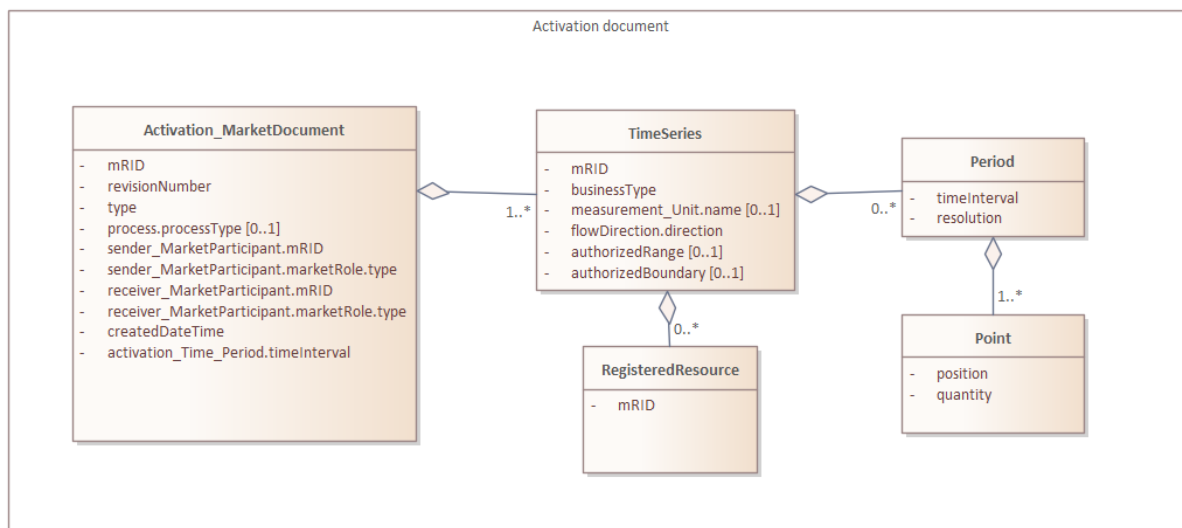 Activation document
Activation_MarketDocument
- mRID
- revisionNumber
- type
- process.processType [0..1]
- sender_MarketParticipant.mRID
- sender_MarketParticipant.marketRole.type
- receiver_MarketParticipant.mRID
- receiver_MarketParticipant.marketRole.type
- createdDateTime
- activation_Time_Period.timeInterval
1..*
TimeSeries
- mRID
- businessType
- measurement_Unit.name [0..1]
- flowDirection.direction
- authorizedRange [0..1]
- authorizedBoundary [0..1]
0..*
Period
- timeInterval
- resolution
0..*
RegisteredResource
- mRID
1..*
Point
- position
- quantity